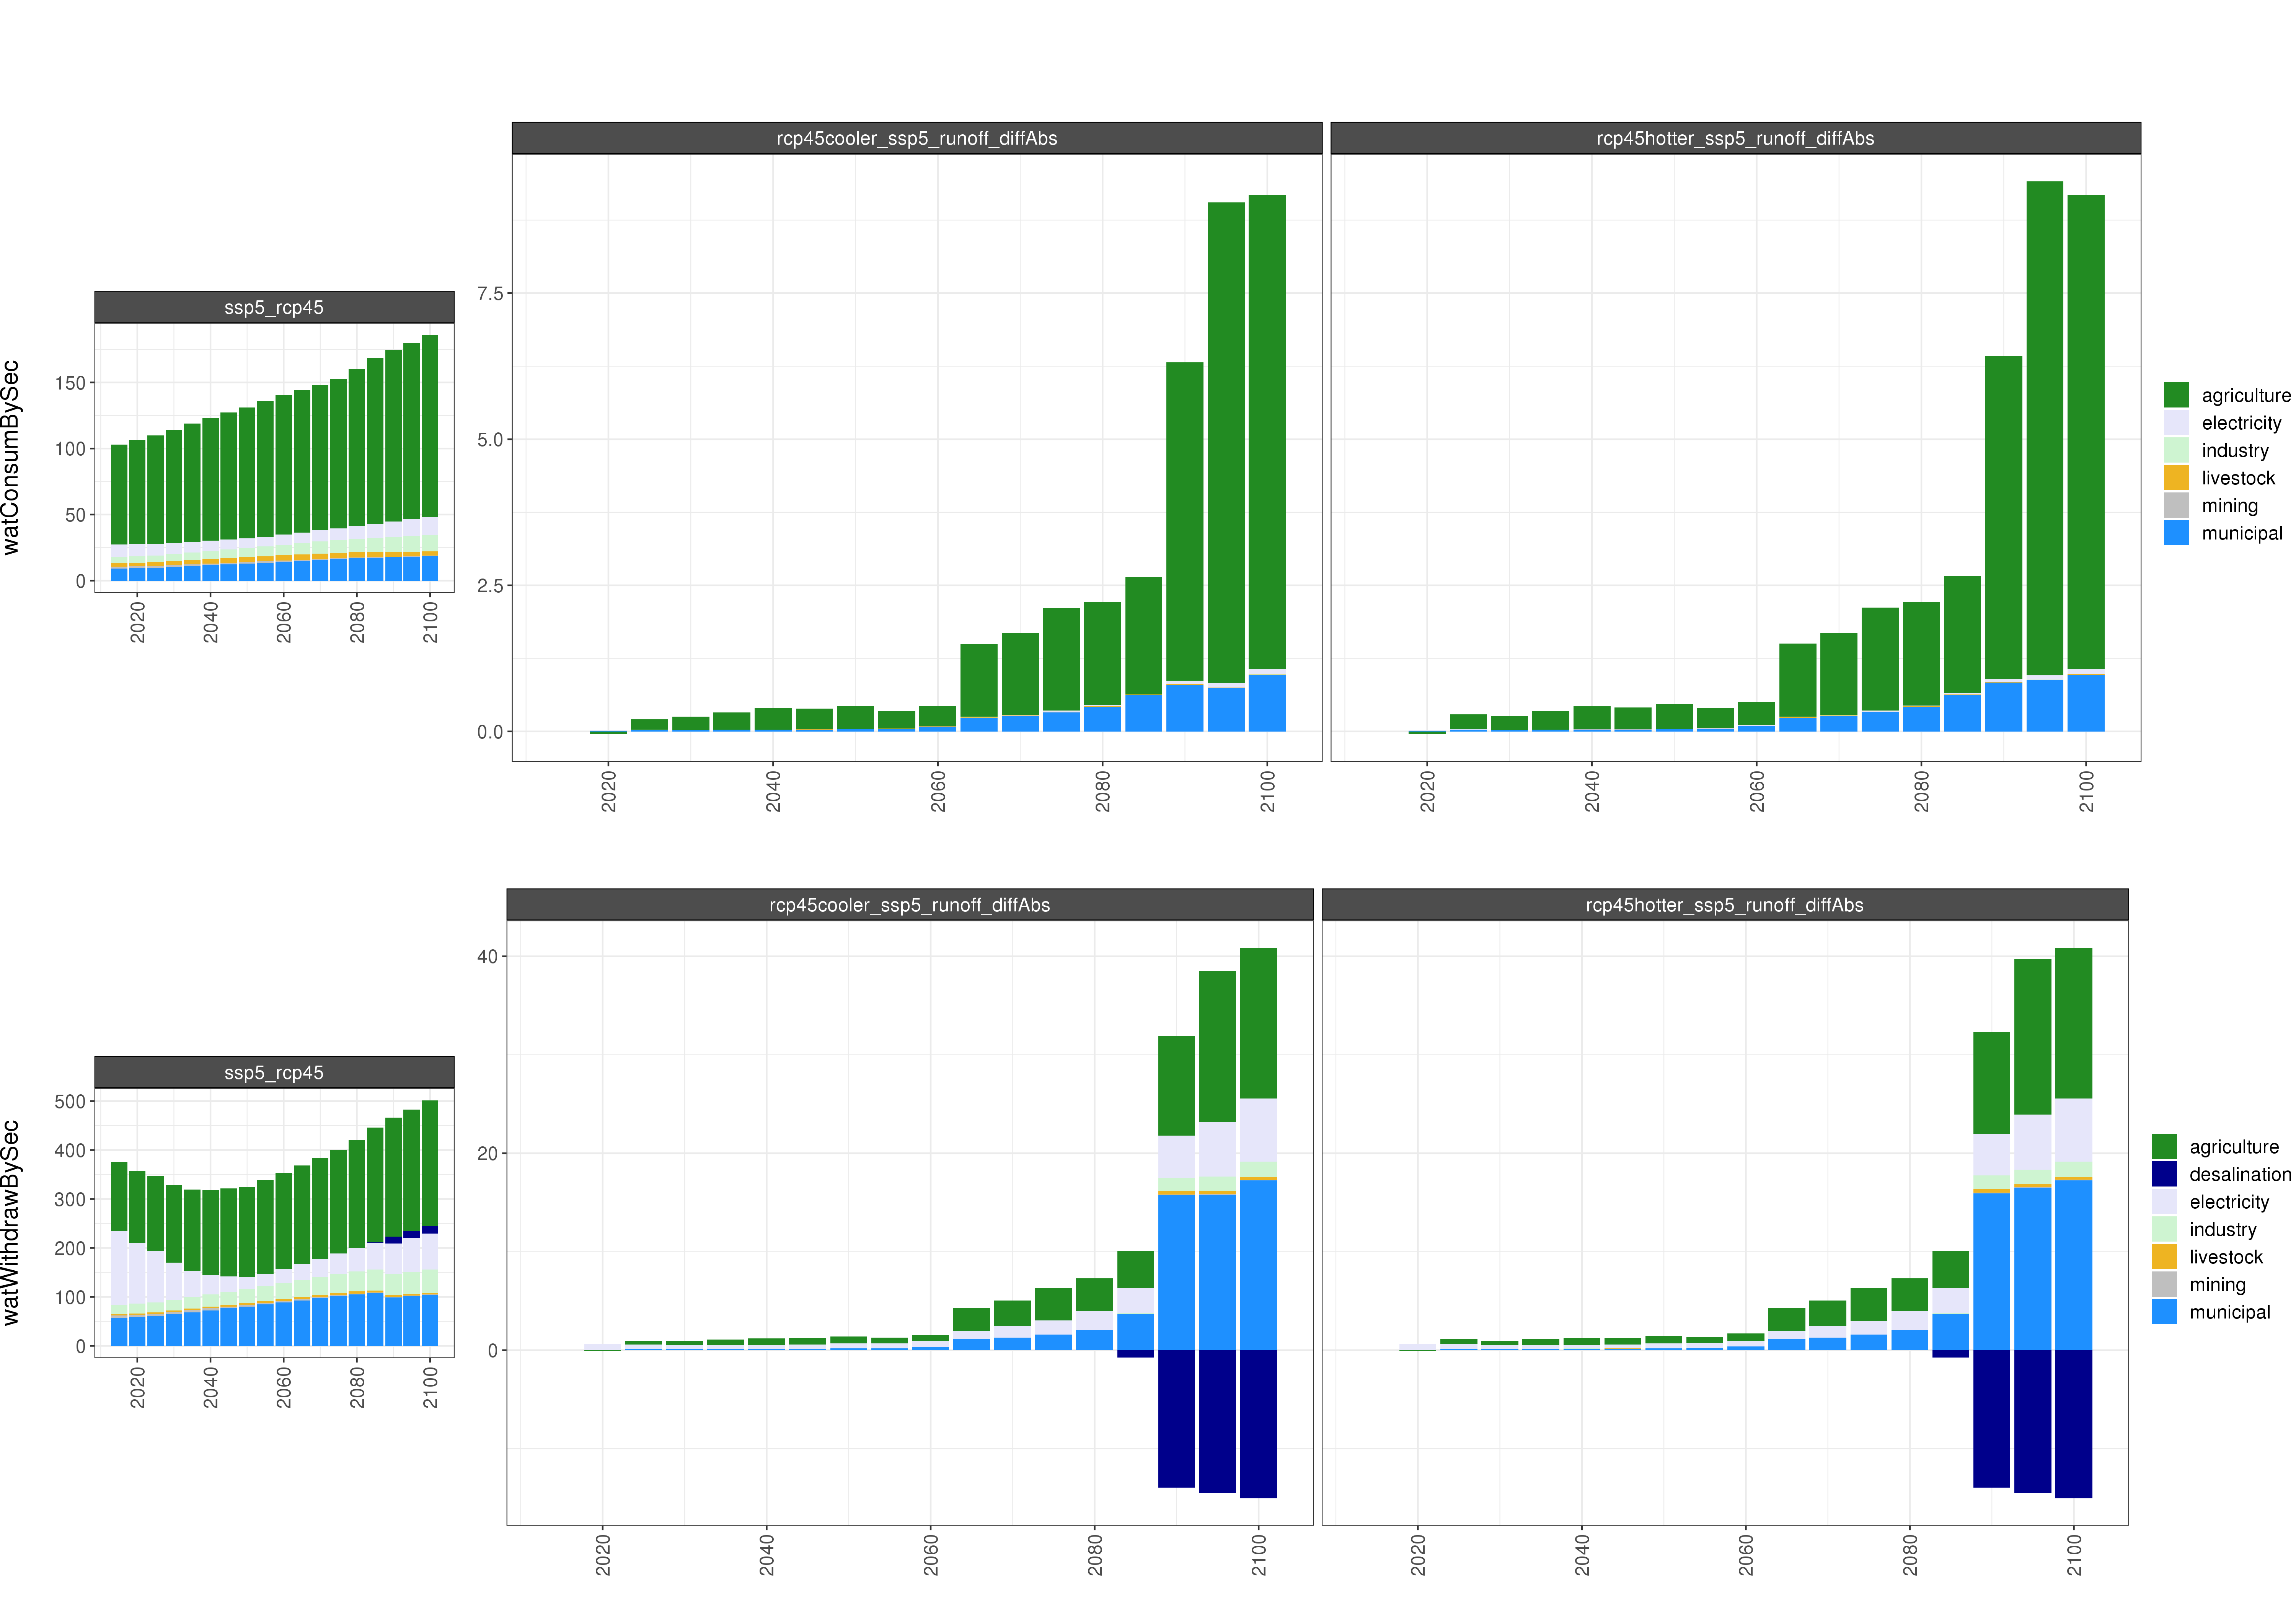 rcp45cooler_ssp5_runoff_diffAbs
rcp45hotter_ssp5_runoff_diffAbs
ssp5_rcp45
watConsumBySec
150
100
50
0
2020
2040
2060
2080
2100
7.5
5.0
2.5
0.0
2020
2040
2060
2080
2100
2020
2040
2060
2080
2100
agriculture
electricity
industry
livestock
mining
municipal
rcp45cooler_ssp5_runoff_diffAbs
rcp45hotter_ssp5_runoff_diffAbs
ssp5_rcp45
watWithdrawBySec
500
400
300
200
100
0
2020
2040
2060
2080
2100
40
20
0
2020
2040
2060
2080
2100
2020
2040
2060
2080
2100
agriculture
desalination
electricity
industry
livestock
mining
municipal